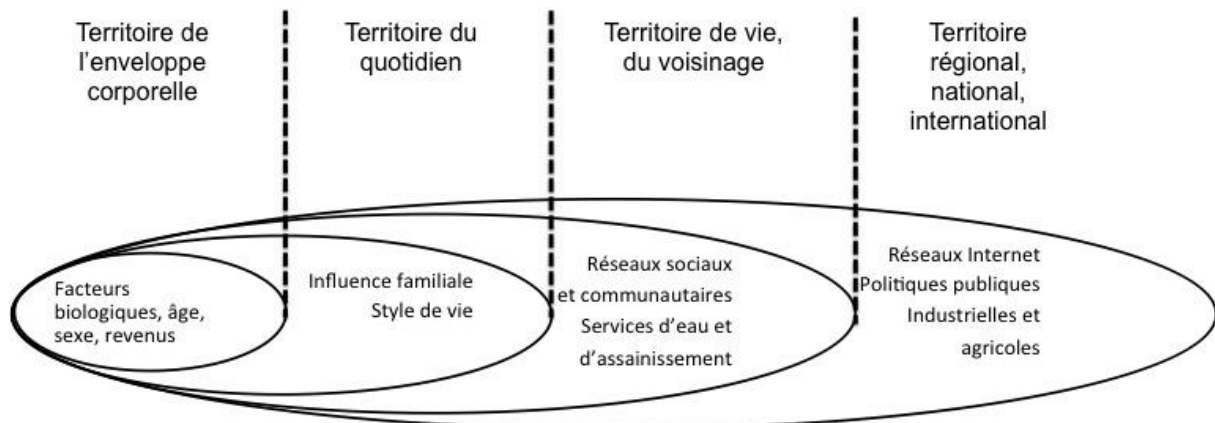 Territoire de
l'enveloppe
corporelle
Territoire du
quotidien
Territoire de vie,
du voisinage
Territoire
régional,
national,
international
Facteurs
biologiques, âge,
sexe, revenus
Influence familiale
Style de vie
Réseaux sociaux
et communautaires
Services d'eau et
d'assainissement
Réseaux Internet
Politiques publiques
Industrielles et
agricoles